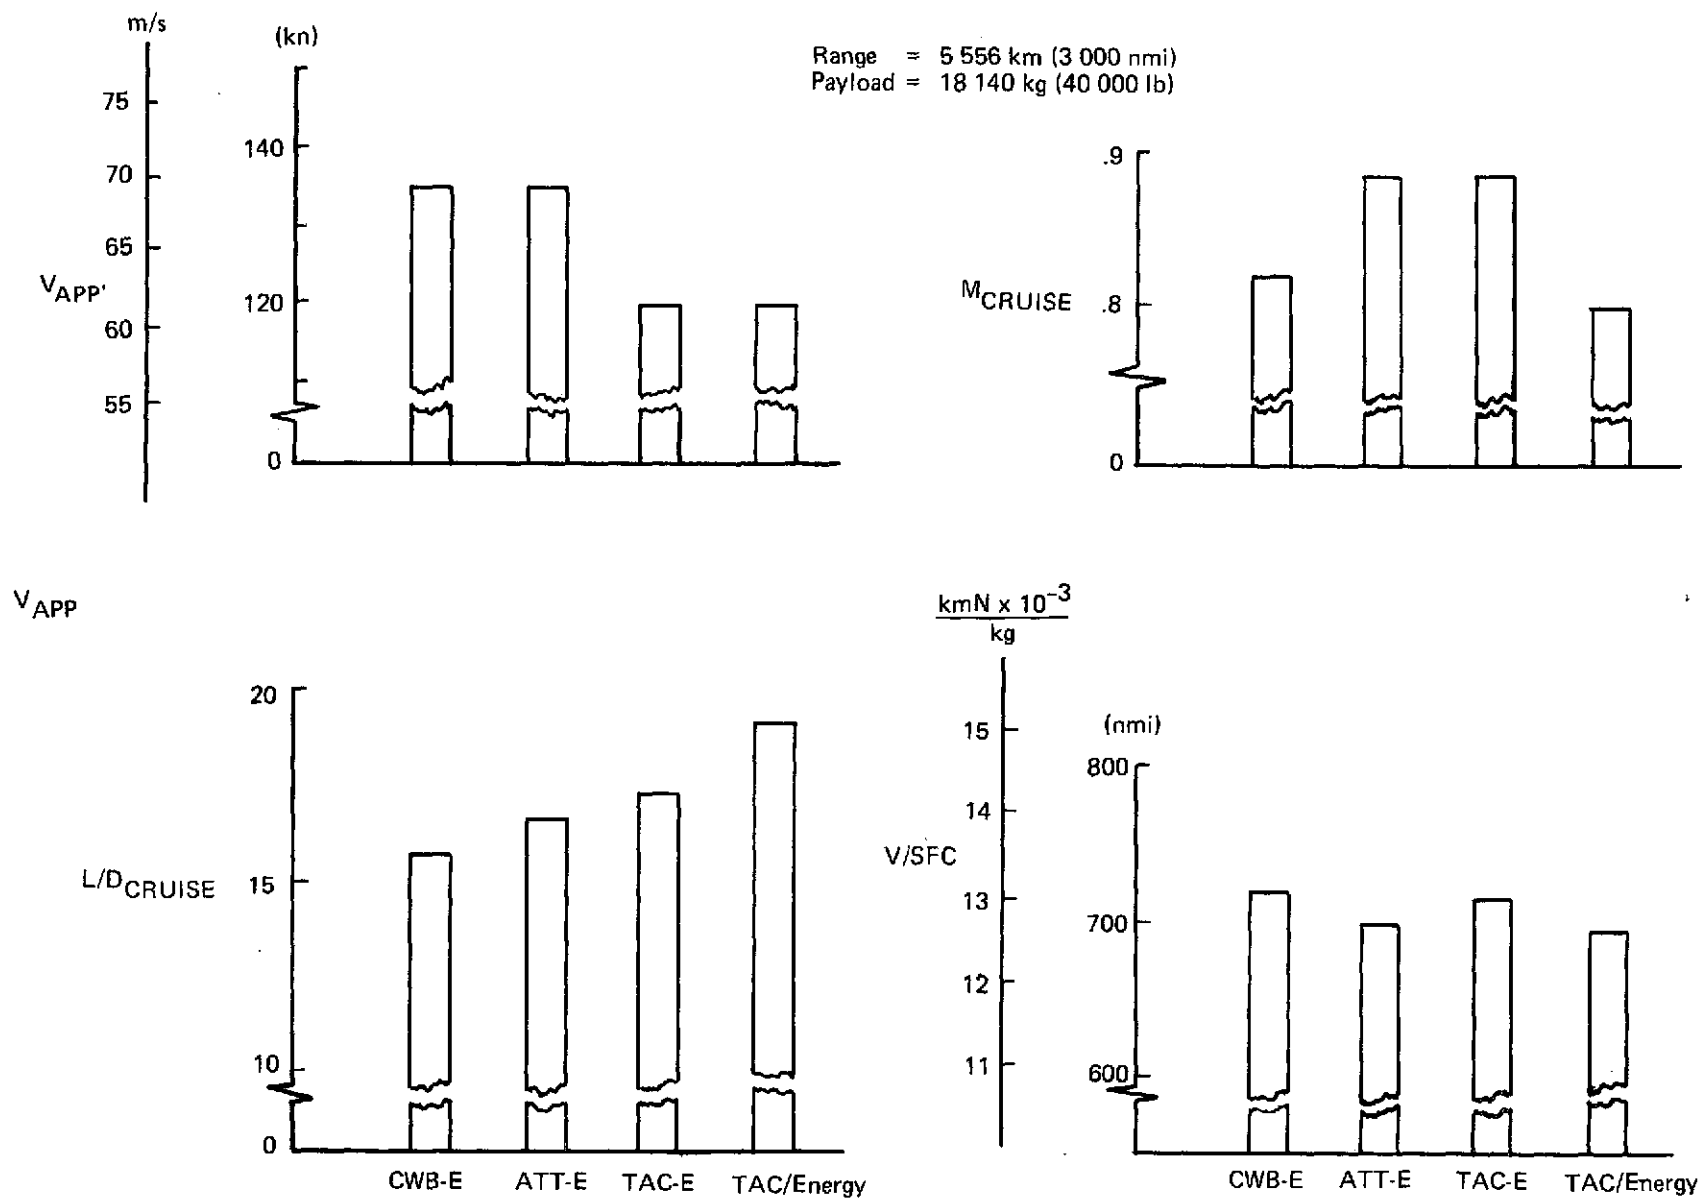 m/s
(kn)
Range = 5 556 km (3 000 nmi)
Payload = 18 140 kg (40 000 lb)
75
140
70
65
V_APP'
120
60
55
0
.9
M_CRUISE
.8
0
V_APP
kmN x 10^-3
kg
20
L/D_CRUISE
15
10
0
15
(nmi)
800
14
V/SFC
13
700
12
11
600
CWB-E ATT-E TAC-E TAC/Energy
CWB-E ATT-E TAC-E TAC/Energy